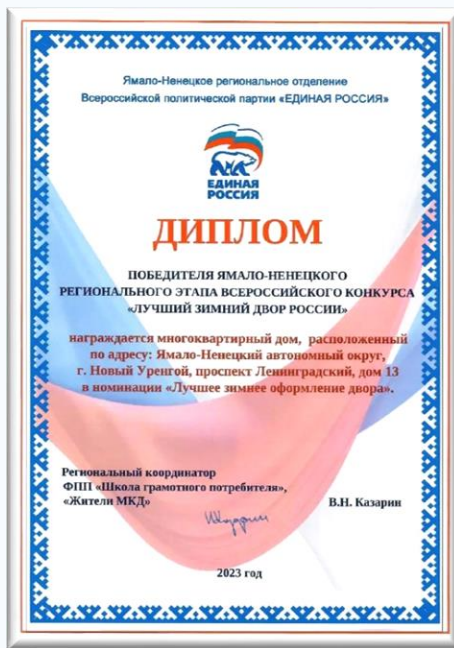 Ямало-Ненецкое региональное отделение
Всероссийской политической партии «ЕДИНАЯ РОССИЯ»
ЕДИНАЯ
РОССИЯ
ДИПЛОМ
ПОБЕДИТЕЛЯ ЯМАЛО-НЕНЕЦКОГО
РЕГИОНАЛЬНОГО ЭТАПА ВСЕРОССИЙСКОГО КОНКУРСА
«ЛУЧШИЙ ЗИМНИЙ ДВОР РОССИИ»
награждается многоквартирный дом, расположенный
по адресу: Ямало-Ненецкий автономный округ,
г. Новый Уренгой, проспект Ленинградский, дом 13
в номинации «Лучшее зимнее оформление двора».
Региональный координатор
ФПП «Школа грамотного потребителя»,
«Жители МКД»
В.Н. Казарин
2023 год